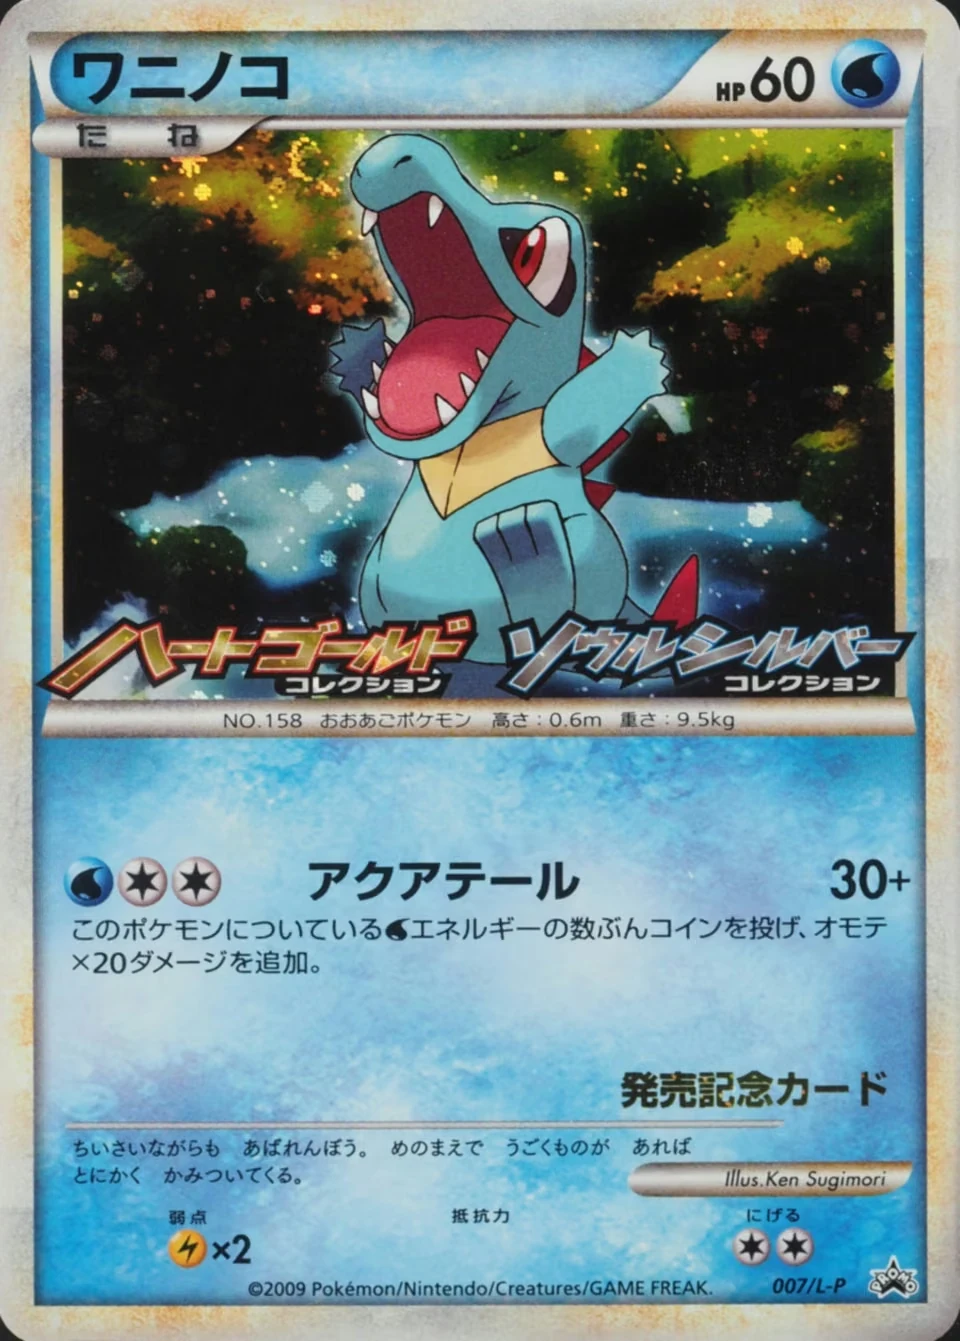 ワニノコ
HP60
たね
ハートゴールド
コレクション
ソウルシルバー
コレクション
NO.158 おおあごポケモン 高さ：0.6m 重さ：9.5kg
アクアテール 30+
このポケモンについているエネルギーの数ぶんコインを投げ、オモテ
×20ダメージを追加。
発売記念カード
ちいさいながらも あばれんぼう。 めのまえで うごくものが あれば
とにかく かみついてくる。
Illus.Ken Sugimori
弱点 抵抗力 にげる
×2
©2009 Pokémon/Nintendo/Creatures/GAME FREAK.
007/L-P
PROMO